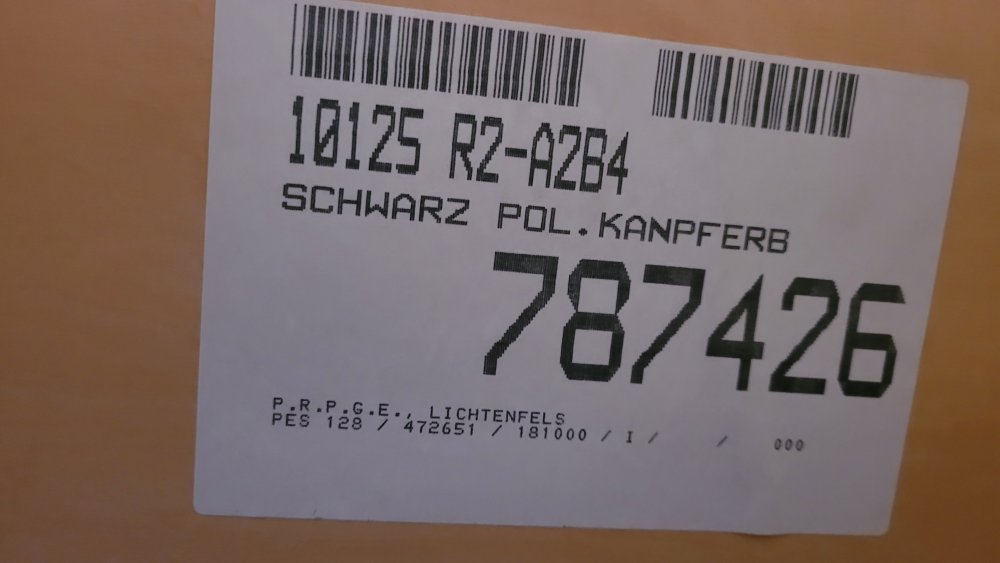 10125 R2-A2B4
SCHWARZ POL.KANPFERB
787426
P.R.P.G.E., LICHTENFELS
PES 128 / 472651 / 181000 / I / / 000